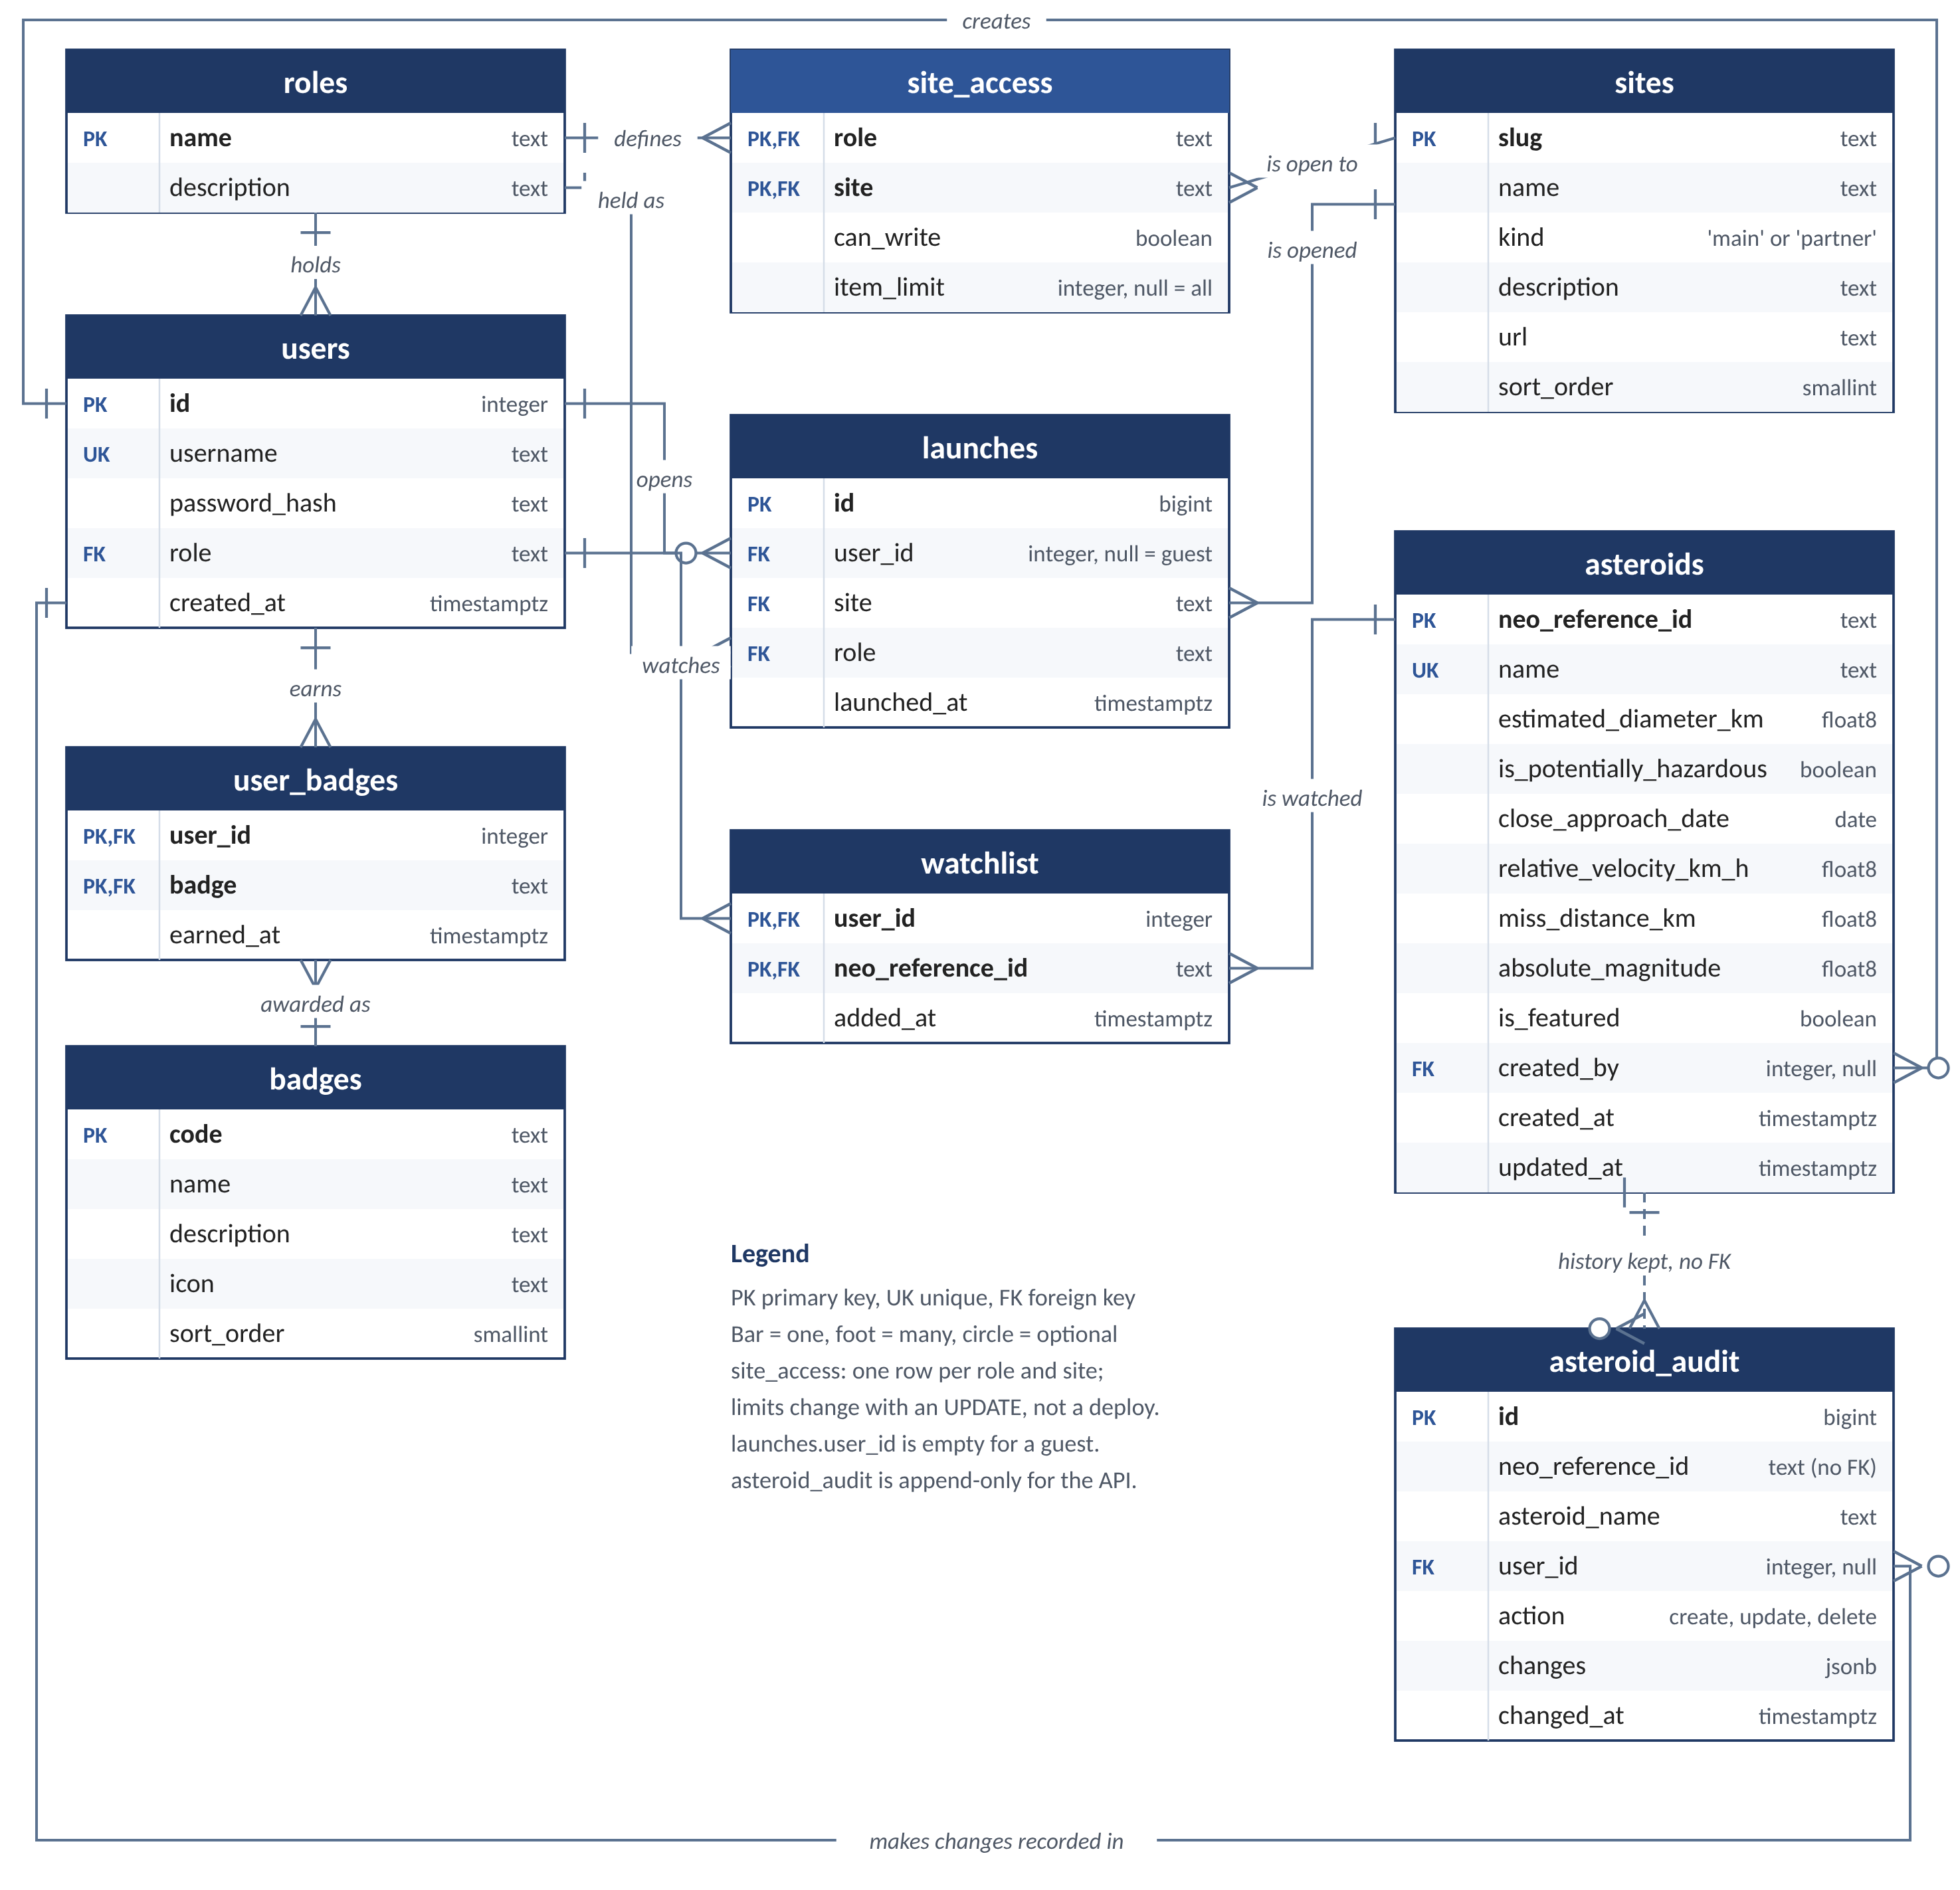 creates
roles
PK name text
description text
defines
held as
holds
site_access
PK,FK role text
PK,FK site text
can_write boolean
item_limit integer, null = all
is open to
is opened
sites
PK slug text
name text
kind 'main' or 'partner'
description text
url text
sort_order smallint
users
PK id integer
UK username text
password_hash text
FK role text
created_at timestamptz
opens
watches
earns
launches
PK id bigint
FK user_id integer, null = guest
FK site text
FK role text
launched_at timestamptz
is watched
asteroids
PK neo_reference_id text
UK name text
estimated_diameter_km float8
is_potentially_hazardous boolean
close_approach_date date
relative_velocity_km_h float8
miss_distance_km float8
absolute_magnitude float8
is_featured boolean
FK created_by integer, null
created_at timestamptz
updated_at timestamptz
user_badges
PK,FK user_id integer
PK,FK badge text
earned_at timestamptz
awarded as
watchlist
PK,FK user_id integer
PK,FK neo_reference_id text
added_at timestamptz
badges
PK code text
name text
description text
icon text
sort_order smallint
Legend
PK primary key, UK unique, FK foreign key
Bar = one, foot = many, circle = optional
site_access: one row per role and site;
limits change with an UPDATE, not a deploy.
launches.user_id is empty for a guest.
asteroid_audit is append-only for the API.
history kept, no FK
asteroid_audit
PK id bigint
neo_reference_id text (no FK)
asteroid_name text
FK user_id integer, null
action create, update, delete
changes jsonb
changed_at timestamptz
makes changes recorded in